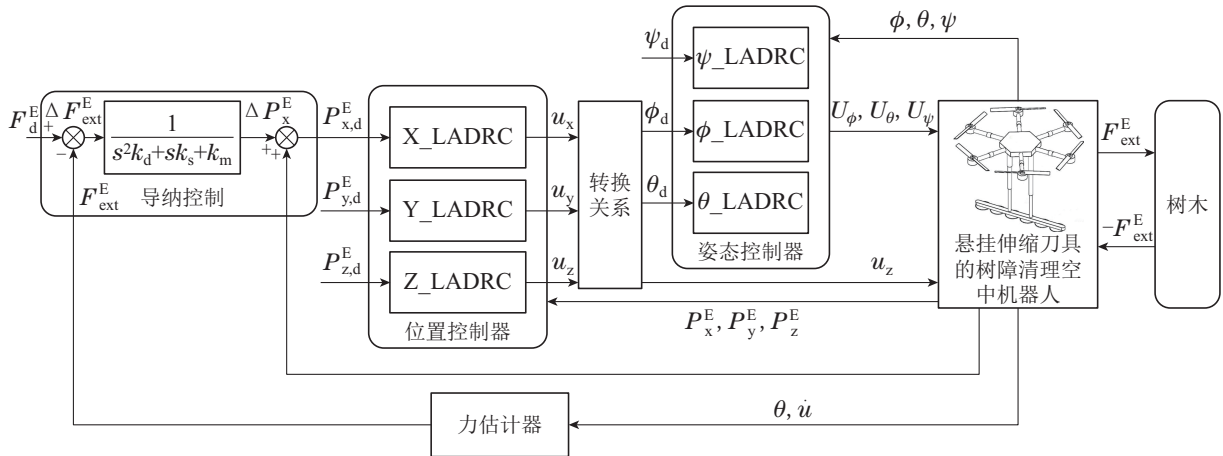 F_d^E
+
−
Δ F_ext^E
1
s²k_d+sk_s+k_m
Δ P_x^E
+
+
F_ext^E
导纳控制
P_x,d^E
P_y,d^E
P_z,d^E
X_LADRC
Y_LADRC
Z_LADRC
位置控制器
u_x
u_y
u_z
转换
关系
ψ_d
ϕ_d
θ_d
ψ_LADRC
ϕ_LADRC
θ_LADRC
姿态控制器
ϕ, θ, ψ
U_ϕ, U_θ, U_ψ
u_z
P_x^E, P_y^E, P_z^E
悬挂伸缩刀具
的树障清理空
中机器人
F_ext^E
−F_ext^E
树木
θ, u̇
力估计器